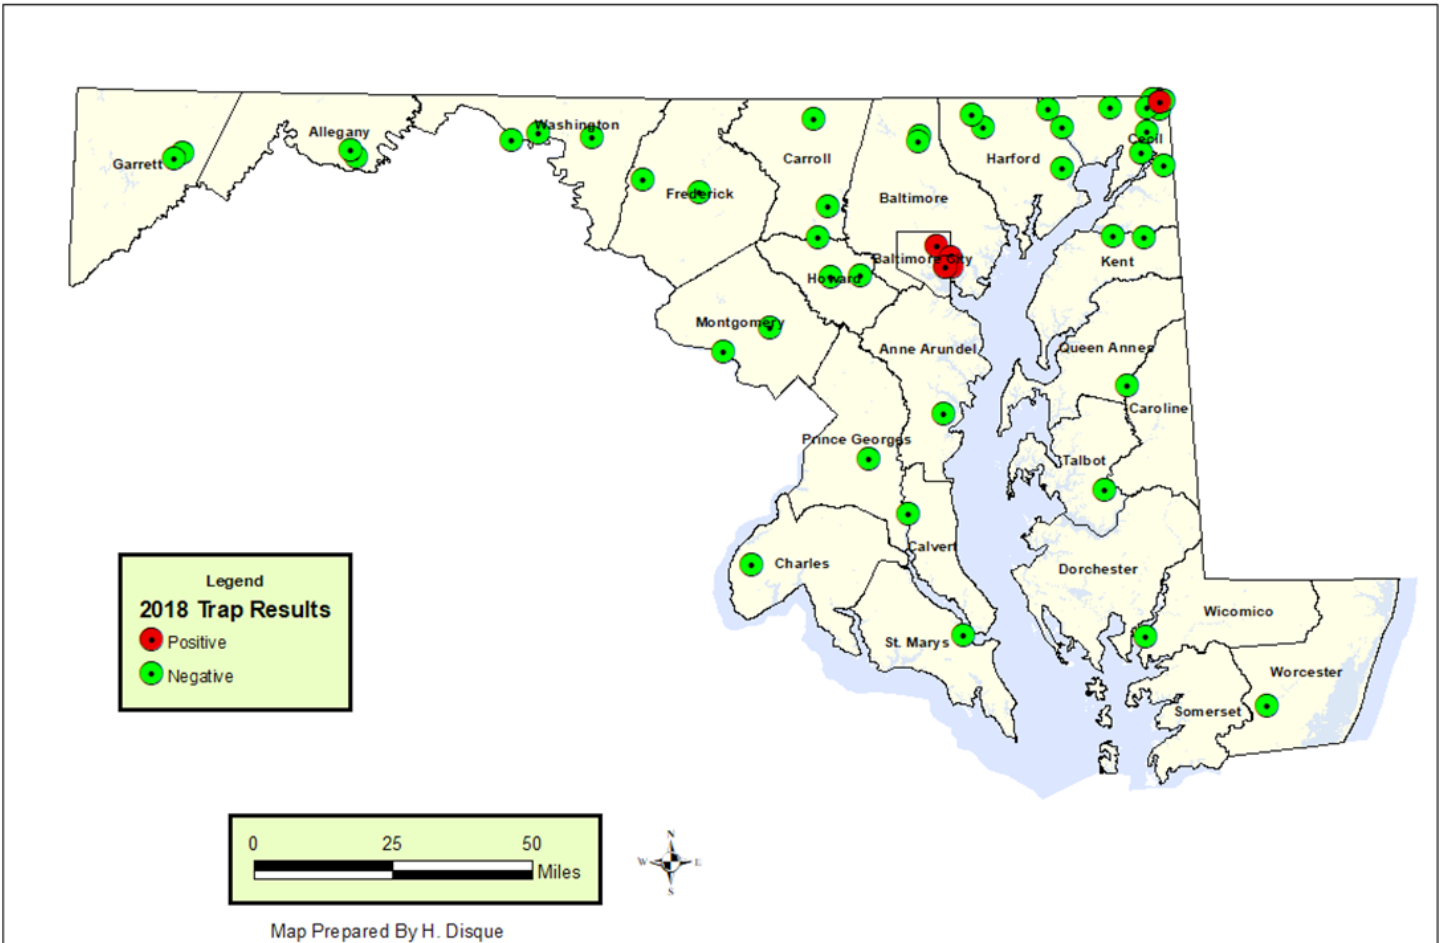 Garrett
Allegany
Washington
Frederick
Carroll
Baltimore
Harford
Cecil
Baltimore City
Howard
Kent
Montgomery
Anne Arundel
Queen Annes
Caroline
Prince Georges
Talbot
Calvert
Charles
Dorchester
St. Marys
Wicomico
Worcester
Somerset
Legend
2018 Trap Results
Positive
Negative
0 25 50
Miles
N
W E
S
Map Prepared By H. Disque